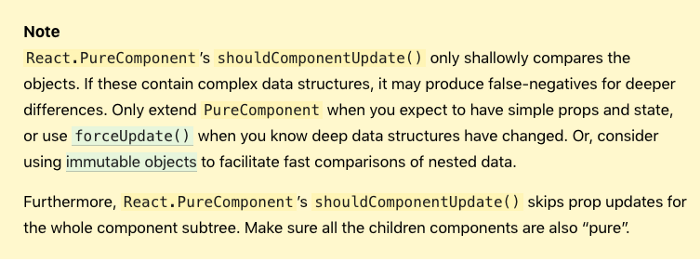 Note
React.PureComponent’s shouldComponentUpdate() only shallowly compares the
objects. If these contain complex data structures, it may produce false-negatives for deeper
differences. Only extend PureComponent when you expect to have simple props and state,
or use forceUpdate() when you know deep data structures have changed. Or, consider
using immutable objects to facilitate fast comparisons of nested data.
Furthermore, React.PureComponent’s shouldComponentUpdate() skips prop updates for
the whole component subtree. Make sure all the children components are also “pure”.